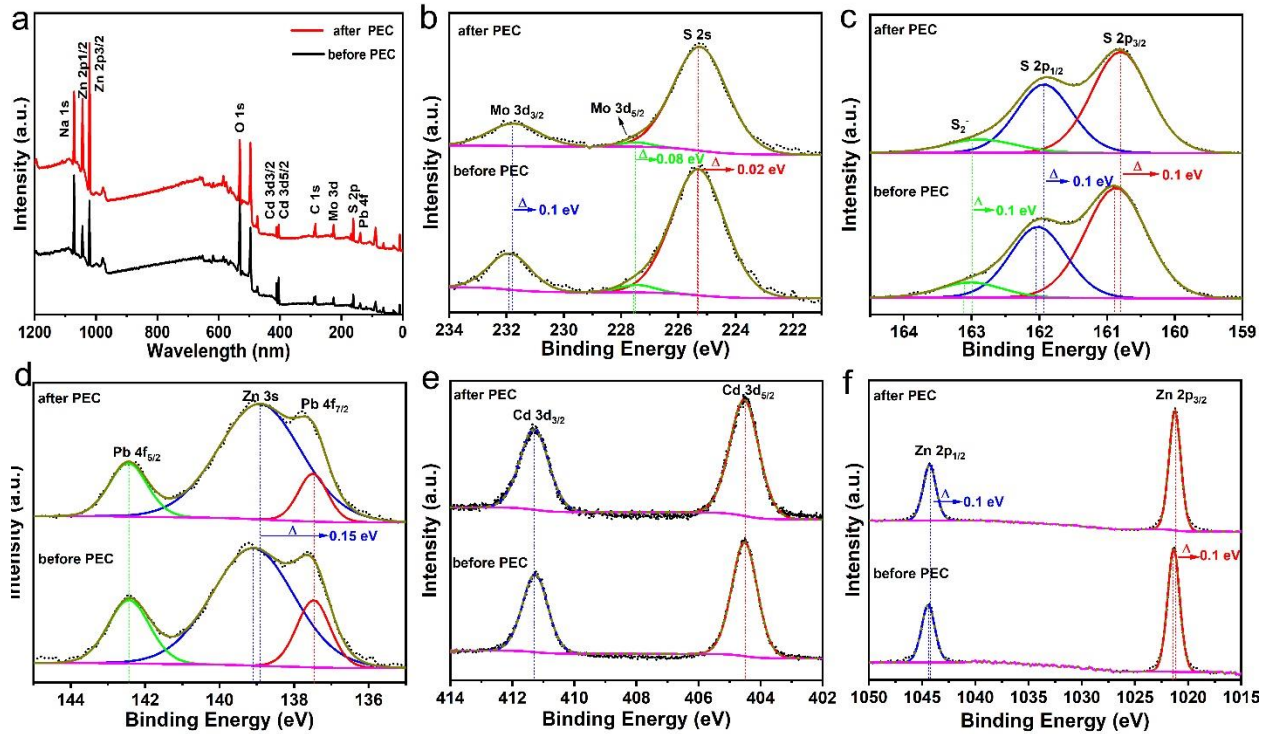 a
after PEC
before PEC
Na 1s
Zn 2p1/2
Zn 2p3/2
O 1s
Cd 3d3/2
Cd 3d5/2
C 1s
Mo 3d
S 2p
Pb 4f
Intensity (a.u.)
1200 1000 800 600 400 200 0
Wavelength (nm)
b
after PEC
S 2s
Mo 3d3/2
Mo 3d5/2
Δ 0.08 eV
before PEC
Δ 0.02 eV
Δ 0.1 eV
Intensity (a.u.)
234 232 230 228 226 224 222
Binding Energy (eV)
c
after PEC
S 2p3/2
S 2p1/2
S2-
before PEC
Δ 0.1 eV
Δ 0.1 eV
Δ 0.1 eV
Intensity (a.u.)
164 163 162 161 160 159
Binding Energy (eV)
d
after PEC
Zn 3s
Pb 4f7/2
Pb 4f5/2
Δ 0.15 eV
before PEC
Intensity (a.u.)
144 142 140 139 137 136
Binding Energy (eV)
e
after PEC
Cd 3d5/2
Cd 3d3/2
before PEC
Intensity (a.u.)
414 412 410 408 406 404 402
Binding Energy (eV)
f
after PEC
Zn 2p3/2
Zn 2p1/2
Δ 0.1 eV
before PEC
Δ 0.1 eV
Intensity (a.u.)
1050 1045 1040 1035 1030 1025 1020 1015
Binding Energy (eV)